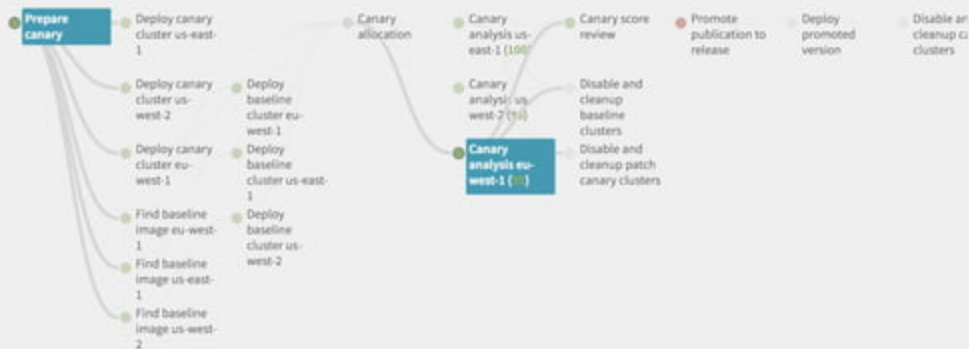 Prepare
canary
Deploy canary
cluster us-east-
1
Deploy canary
cluster us-
west-2
Deploy canary
cluster eu-
west-1
Find baseline
image eu-west-
1
Find baseline
image us-east-
1
Find baseline
image us-west-
2
Deploy
baseline
cluster eu-
west-1
Deploy
baseline
cluster us-east-
1
Deploy
baseline
cluster us-
west-2
Canary
allocation
Canary
analysis us-
east-1 (100)
Canary
analysis us-
west-2
Canary
analysis eu-
west-1
Canary score
review
Disable and
cleanup
baseline
clusters
Disable and
cleanup patch
canary clusters
Promote
publication to
release
Deploy
promoted
version
Disable
cleanup
clusters